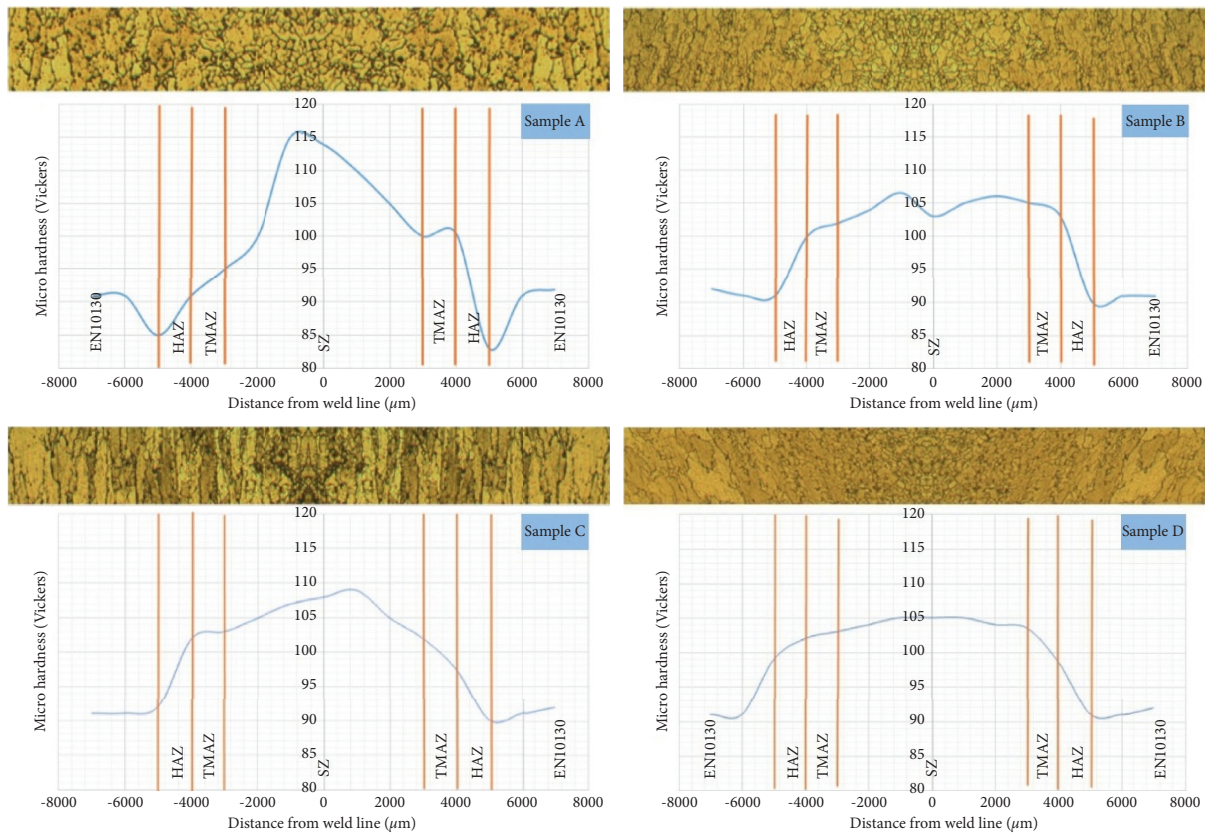 Sample A
Micro hardness (Vickers)
120
115
110
105
100
95
90
85
80
EN10130
HAZ
TMAZ
SZ
TMAZ
HAZ
EN10130
-8000 -6000 -4000 -2000 0 2000 4000 6000 8000
Distance from weld line (µm)
Sample B
Micro hardness (Vickers)
120
115
110
105
100
95
90
85
80
HAZ
TMAZ
SZ
TMAZ
HAZ
EN10130
-8000 -6000 -4000 -2000 0 2000 4000 6000 8000
Distance from weld line (µm)
Sample C
Micro hardness (Vickers)
120
115
110
105
100
95
90
85
80
HAZ
TMAZ
SZ
TMAZ
HAZ
EN10130
-8000 -6000 -4000 -2000 0 2000 4000 6000 8000
Distance from weld line (µm)
Sample D
Micro hardness (Vickers)
120
115
110
105
100
95
90
85
80
EN10130
HAZ
TMAZ
SZ
TMAZ
HAZ
EN10130
-8000 -6000 -4000 -2000 0 2000 4000 6000 8000
Distance from weld line (µm)